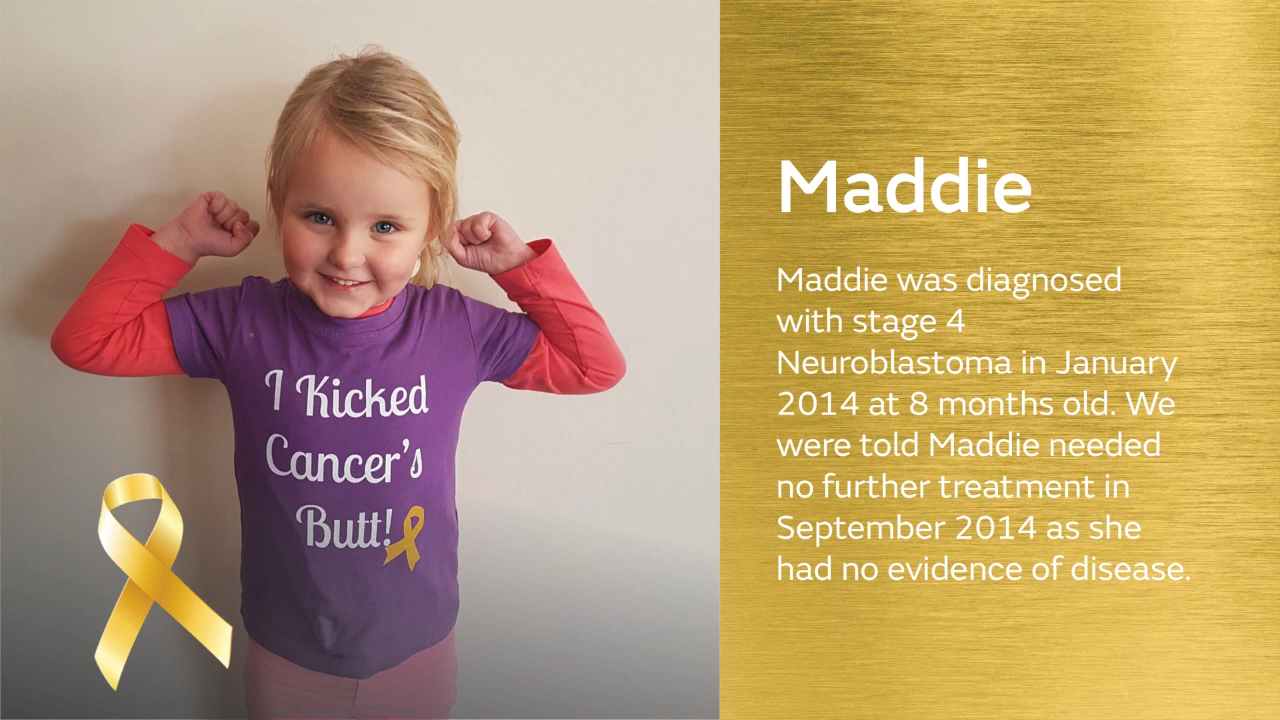 I Kicked
Cancer's
Butt!
Maddie
Maddie was diagnosed
with stage 4
Neuroblastoma in January
2014 at 8 months old. We
were told Maddie needed
no further treatment in
September 2014 as she
had no evidence of disease.